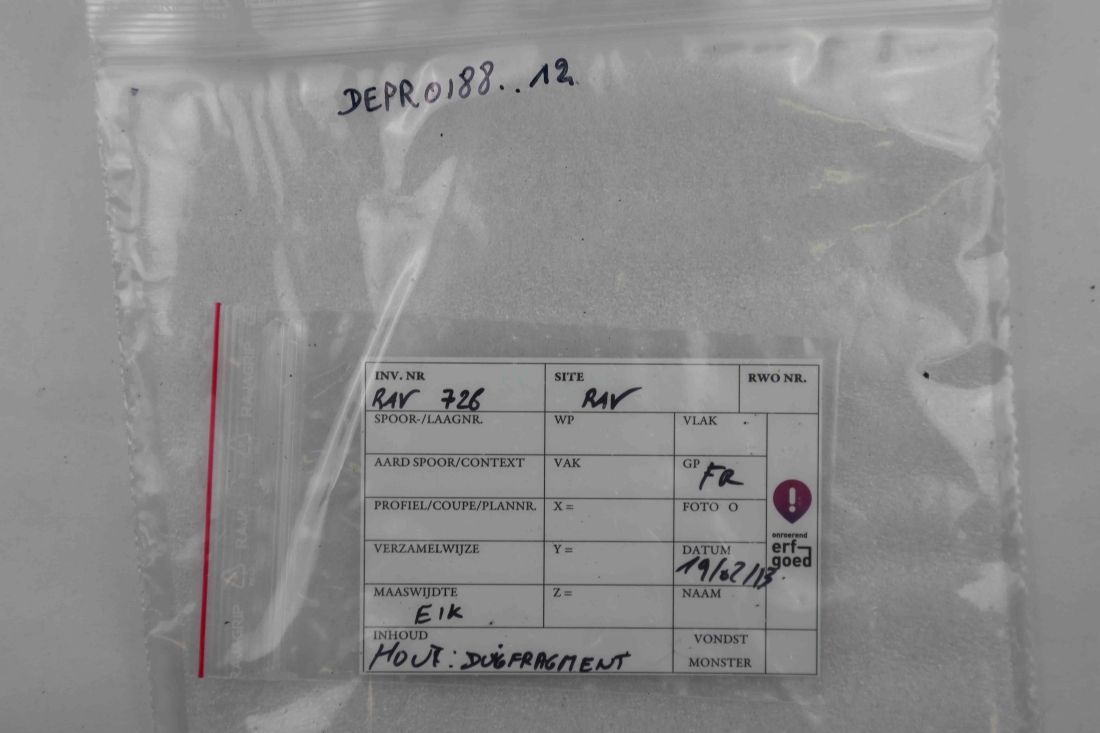 DEPR0188..12
INV. NR SITE RWO NR.
RAV 726 RAV
SPOOR-/LAAGNR. WP VLAK
AARD SPOOR/CONTEXT VAK GP FR
PROFIEL/COUPE/PLANNR. X = FOTO O
onroerend
erf-
goed
VERZAMELWIJZE Y = DATUM
19/02/13
MAASWIJDTE Z = NAAM
EIK
INHOUD VONDST
HOUT: DUIGFRAGMENT MONSTER